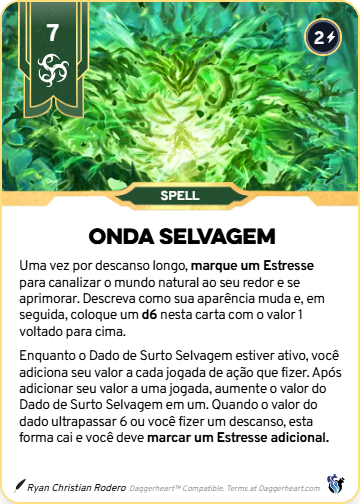 7
2
SPELL
ONDA SELVAGEM
Uma vez por descanso longo, marque um Estresse
para canalizar o mundo natural ao seu redor e se
aprimorar. Descreva como sua aparência muda e, em
seguida, coloque um d6 nesta carta com o valor 1
voltado para cima.
Enquanto o Dado de Surto Selvagem estiver ativo, você
adiciona seu valor a cada jogada de ação que fizer. Após
adicionar seu valor a uma jogada, aumente o valor do
Dado de Surto Selvagem em um. Quando o valor do
dado ultrapassar 6 ou você fizer um descanso, esta
forma cai e você deve marcar um Estresse adicional.
Ryan Christian Rodero Daggerheart™ Compatible. Terms at Daggerheart.com